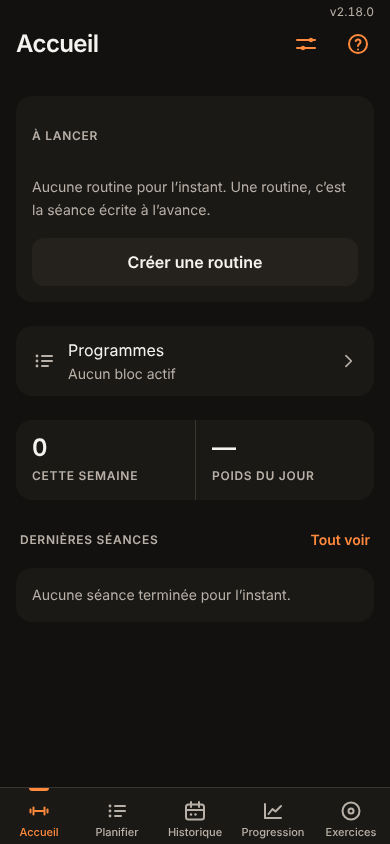 v2.18.0
Accueil
À LANCER
Aucune routine pour l’instant. Une routine, c’est
la séance écrite à l’avance.
Créer une routine
Programmes
Aucun bloc actif
0
CETTE SEMAINE
—
POIDS DU JOUR
DERNIÈRES SÉANCES
Tout voir
Aucune séance terminée pour l’instant.
Accueil
Planifier
Historique
Progression
Exercices